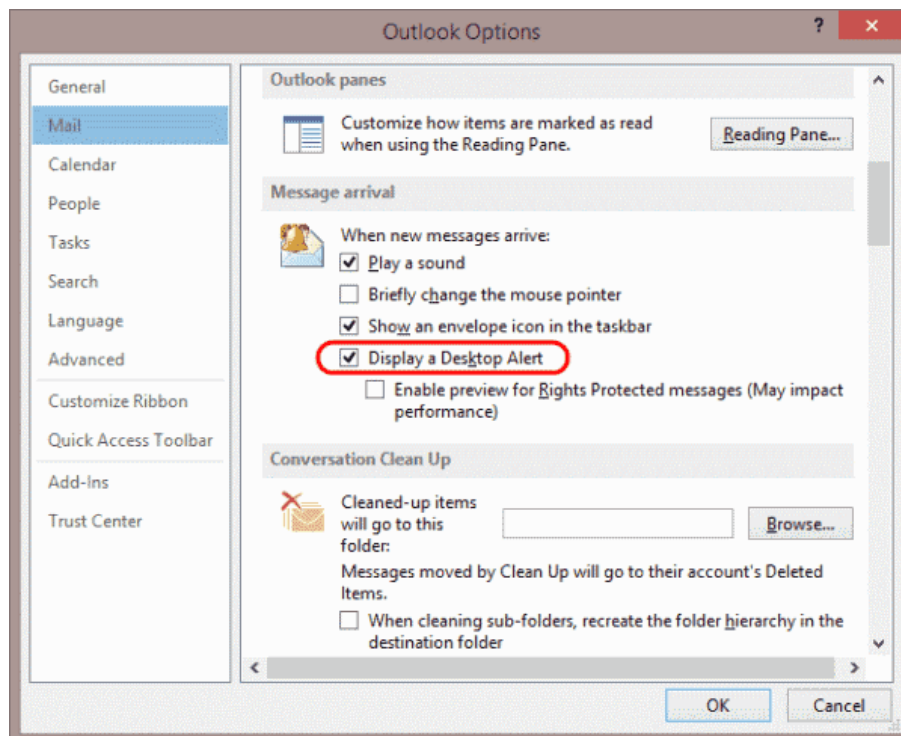 Outlook Options
?
General
Mail
Calendar
People
Tasks
Search
Language
Advanced
Customize Ribbon
Quick Access Toolbar
Add-Ins
Trust Center
Outlook panes
Customize how items are marked as read
when using the Reading Pane.
Reading Pane...
Message arrival
When new messages arrive:
Play a sound
Briefly change the mouse pointer
Show an envelope icon in the taskbar
Display a Desktop Alert
Enable preview for Rights Protected messages (May impact
performance)
Conversation Clean Up
Cleaned-up items
will go to this
folder:
Browse...
Messages moved by Clean Up will go to their account's Deleted
Items.
When cleaning sub-folders, recreate the folder hierarchy in the
destination folder
OK
Cancel